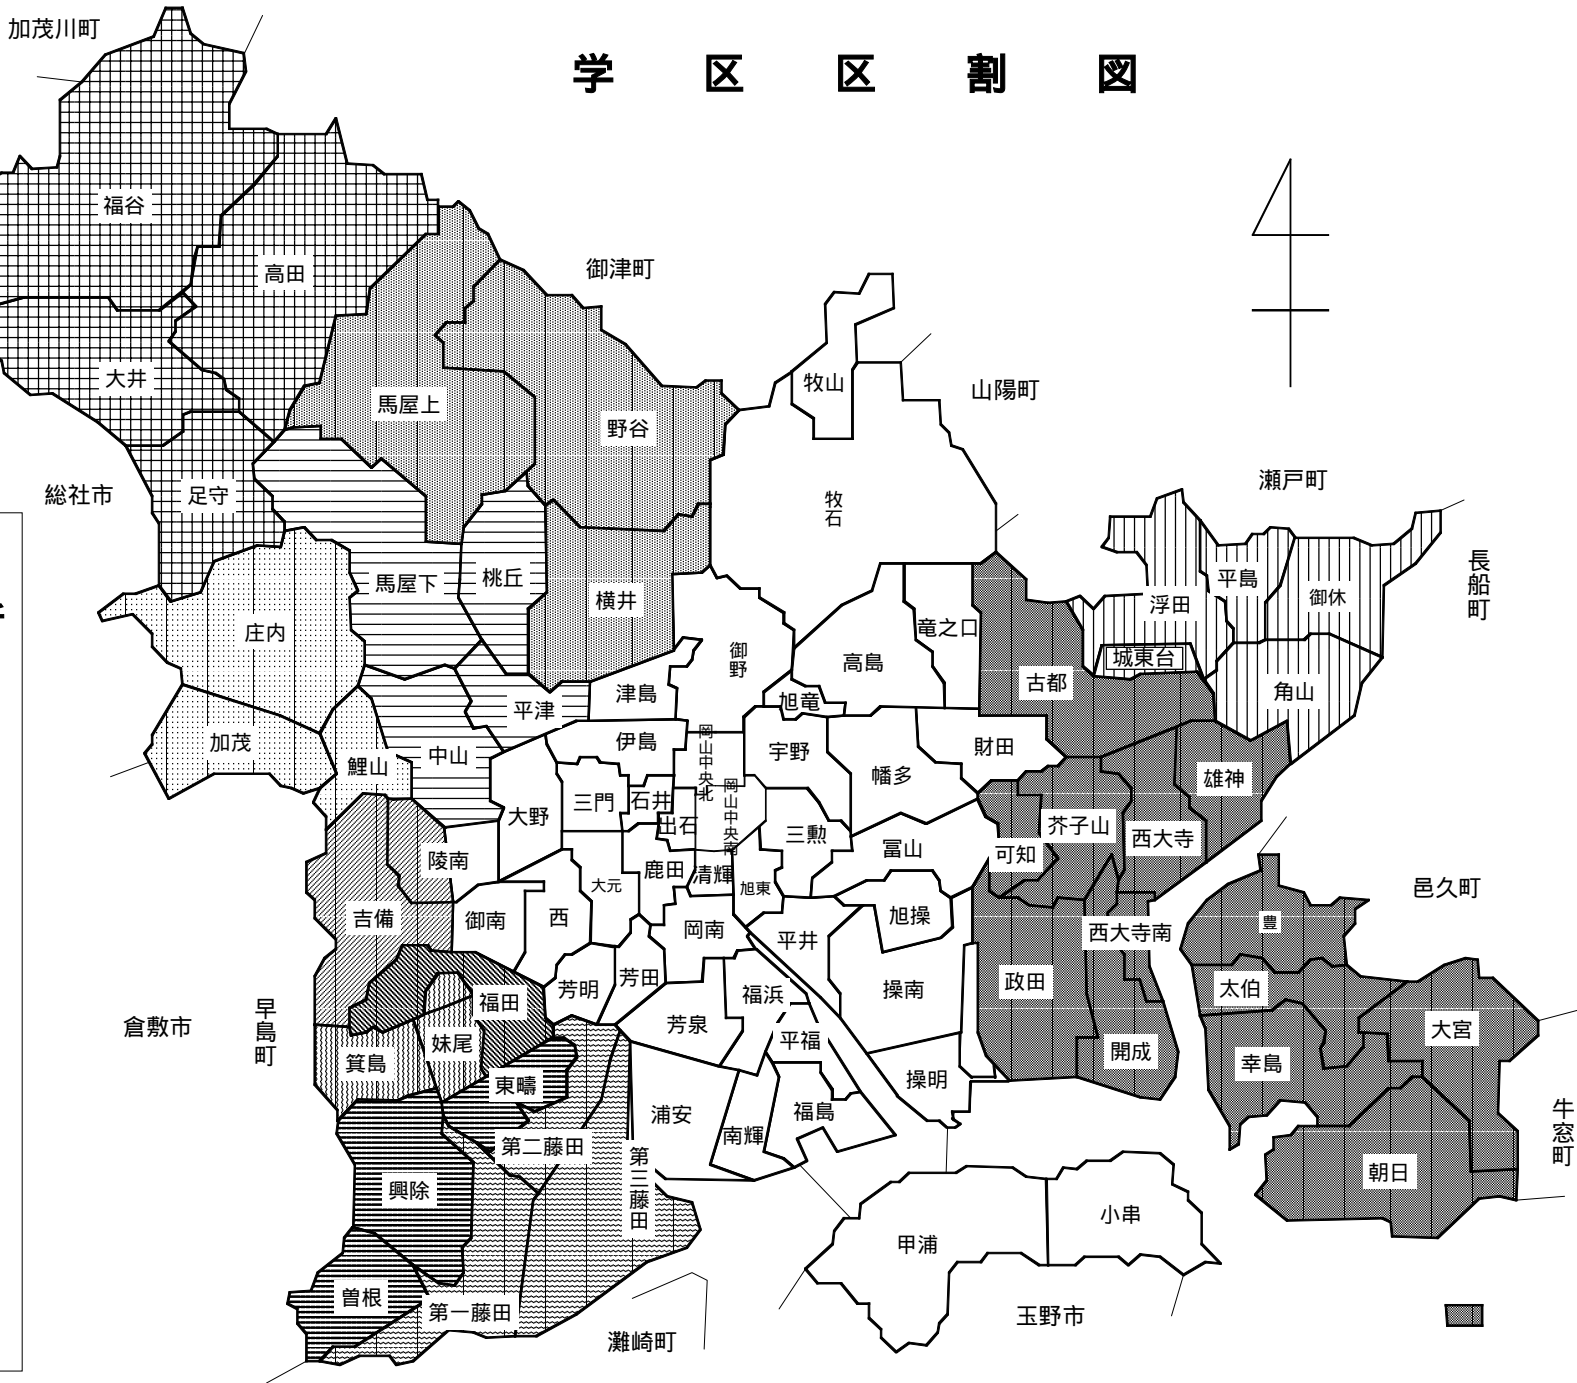 学区区割図
加茂川町
福谷
高田
御津町
大井
馬屋上
野谷
牧山
山陽町
総社市
足守
牧石
瀬戸町
馬屋下
桃丘
横井
庄内
御野
高島
竜之口
浮田
平島
御休
長船町
城東台
古都
角山
津島
旭竜
平津
加茂
伊島
岡山中央北
宇野
財田
中山
鯉山
幡多
雄神
岡山中央南
大野
三門
石井
出石
三勲
冨山
芥子山
西大寺
可知
陵南
鹿田
清輝
旭東
大元
吉備
御南
西
岡南
平井
旭操
西大寺南
豊
邑久町
芳明
芳田
福浜
操南
政田
太伯
福田
倉敷市
早島町
芳泉
平福
大宮
妹尾
箕島
開成
幸島
東疇
操明
浦安
南輝
福島
牛窓町
第二藤田
第三藤田
興除
朝日
甲浦
小串
曽根
第一藤田
灘崎町
玉野市